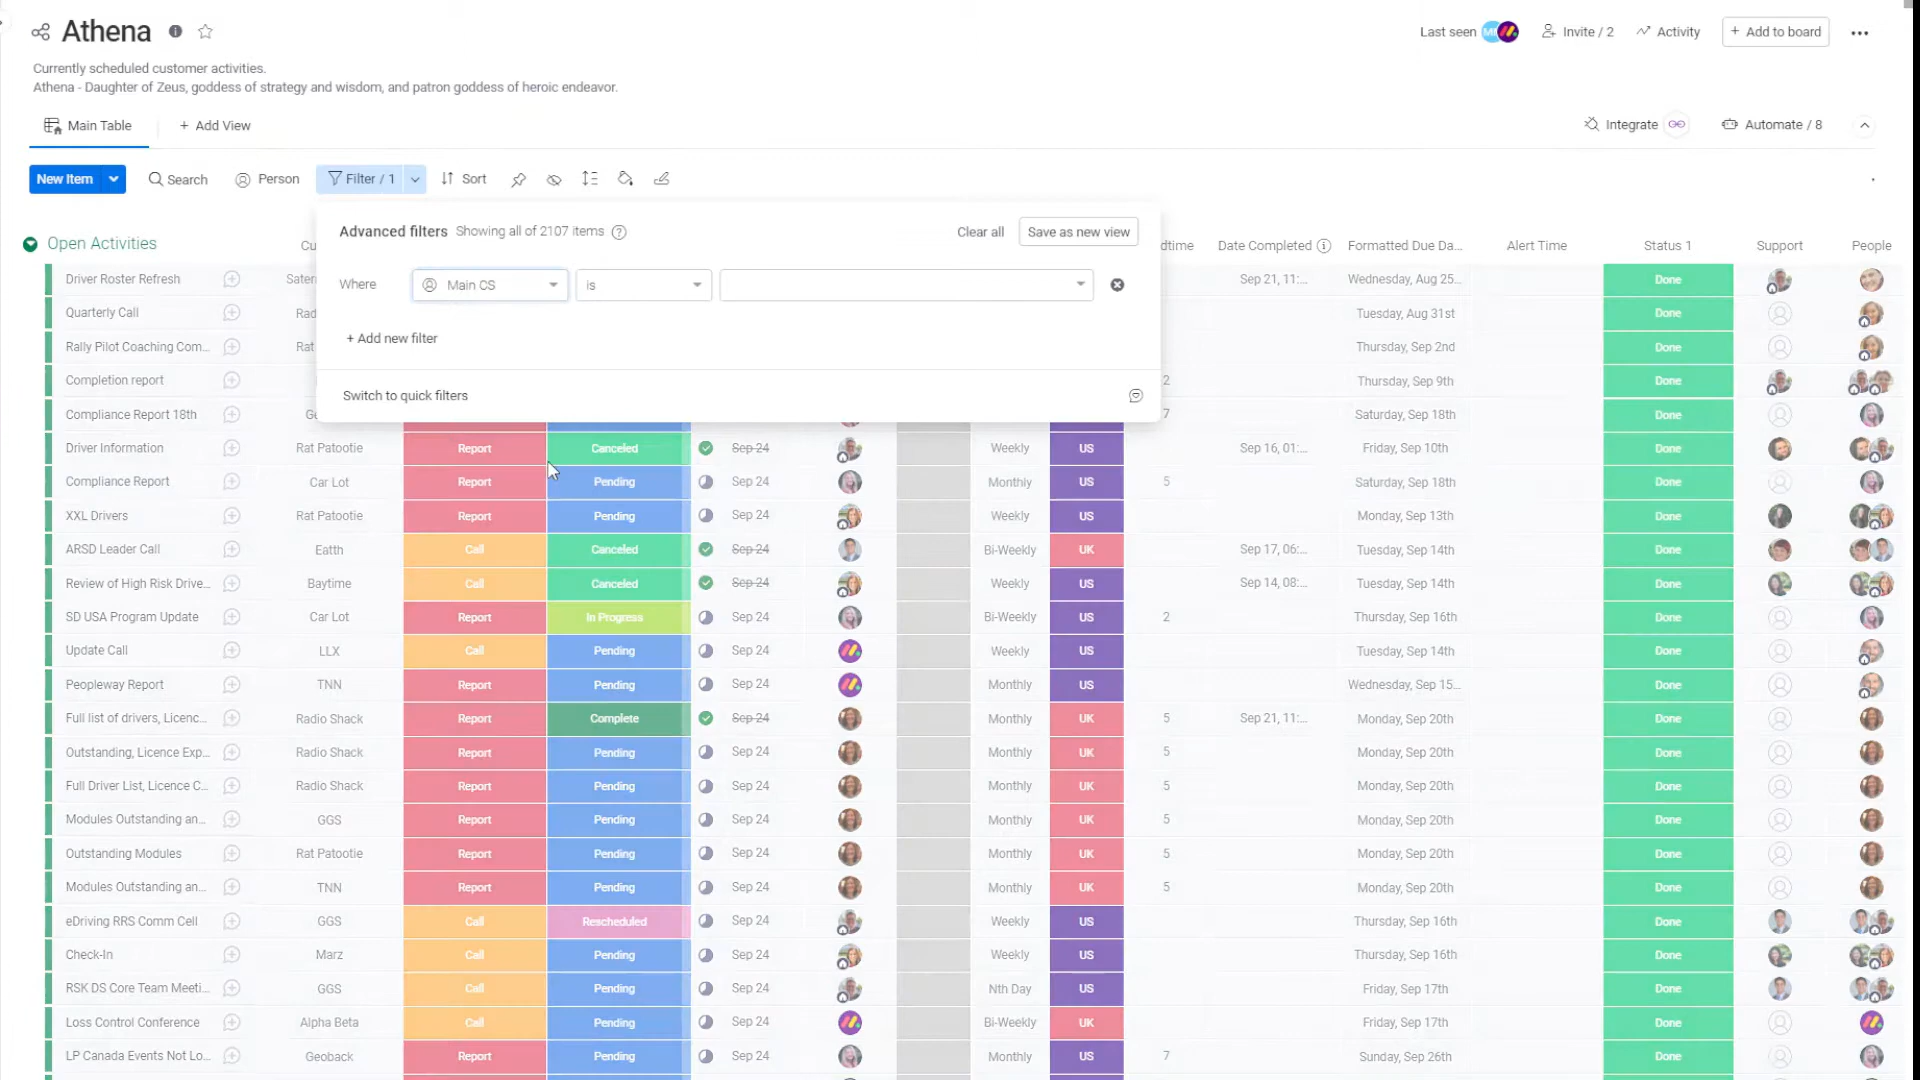 Athena
Last seen
Invite / 2
Activity
+ Add to board
Currently scheduled customer activities.
Athena - Daughter of Zeus, goddess of strategy and wisdom, and patron goddess of heroic endeavor.
Main Table
+ Add View
Integrate
Automate / 8
New Item
Search
Person
Filter / 1
Sort
Advanced filters Showing all of 2107 items
Clear all
Save as new view
Where Main CS is
+ Add new filter
Switch to quick filters
Open Activities Cu dtime Date Completed Formatted Due Da... Alert Time Status 1 Support People
Driver Roster Refresh Sater Sep 21, 11:... Wednesday, Aug 25... Done
Quarterly Call Rad Tuesday, Aug 31st Done
Rally Pilot Coaching Com... Rat Thursday, Sep 2nd Done
Completion report 2 Thursday, Sep 9th Done
Compliance Report 18th Ge 7 Saturday, Sep 18th Done
Driver Information Rat Patootie Report Canceled Sep 24 Weekly US Sep 16, 01:... Friday, Sep 10th Done
Compliance Report Car Lot Report Pending Sep 24 Monthly US 5 Saturday, Sep 18th Done
XXL Drivers Rat Patootie Report Pending Sep 24 Weekly US Monday, Sep 13th Done
ARSD Leader Call Eatth Call Canceled Sep 24 Bi-Weekly UK Sep 17, 06:... Tuesday, Sep 14th Done
Review of High Risk Drive... Baytime Call Canceled Sep 24 Weekly US Sep 14, 08:... Tuesday, Sep 14th Done
SD USA Program Update Car Lot Report In Progress Sep 24 Bi-Weekly US 2 Thursday, Sep 16th Done
Update Call LLX Call Pending Sep 24 Weekly US Tuesday, Sep 14th Done
Peopleway Report TNN Report Pending Sep 24 Monthly US Wednesday, Sep 15... Done
Full list of drivers, Licenc... Radio Shack Report Complete Sep 24 Monthly UK 5 Sep 21, 11:... Monday, Sep 20th Done
Outstanding, Licence Exp... Radio Shack Report Pending Sep 24 Monthly UK 5 Monday, Sep 20th Done
Full Driver List, Licence C... Radio Shack Report Pending Sep 24 Monthly UK 5 Monday, Sep 20th Done
Modules Outstanding an... GGS Report Pending Sep 24 Monthly UK 5 Monday, Sep 20th Done
Outstanding Modules Rat Patootie Report Pending Sep 24 Monthly UK 5 Monday, Sep 20th Done
Modules Outstanding an... TNN Report Pending Sep 24 Monthly UK 5 Monday, Sep 20th Done
eDriving RRS Comm Cell GGS Call Rescheduled Sep 24 Weekly US Thursday, Sep 16th Done
Check-In Marz Call Pending Sep 24 Weekly US Thursday, Sep 16th Done
RSK DS Core Team Meeti... GGS Call Pending Sep 24 Nth Day US Friday, Sep 17th Done
Loss Control Conference Alpha Beta Call Pending Sep 24 Bi-Weekly UK Friday, Sep 17th Done
LP Canada Events Not Lo... Geoback Report Pending Sep 24 Monthly US 7 Sunday, Sep 26th Done